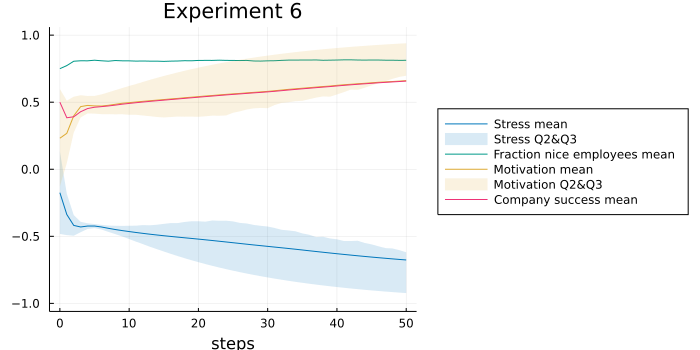 Experiment 6
1.0
0.5
0.0
−0.5
−1.0
0 10 20 30 40 50
steps
Stress mean
Stress Q2&Q3
Fraction nice employees mean
Motivation mean
Motivation Q2&Q3
Company success mean